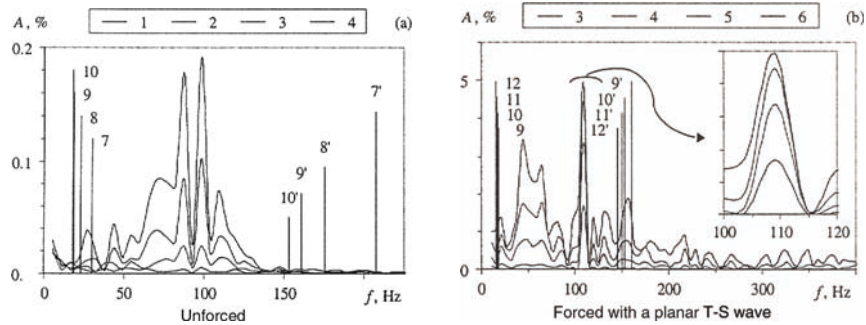 1 2 3 4 (a)
A, %
0.2
0.1
0.
10
9
8
7
10'
9'
8'
7'
0 50 100 150 f, Hz
Unforced
3 4 5 6 (b)
A, %
5
0
12
11
10
9
9'
10'
11'
12'
100 110 120
0 100 200 300 f, Hz
Forced with a planar T-S wave